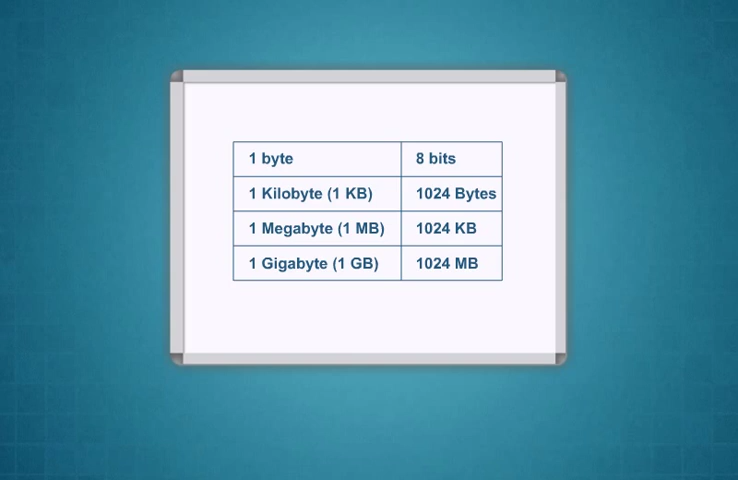 1 byte 8 bits
1 Kilobyte (1 KB) 1024 Bytes
1 Megabyte (1 MB) 1024 KB
1 Gigabyte (1 GB) 1024 MB